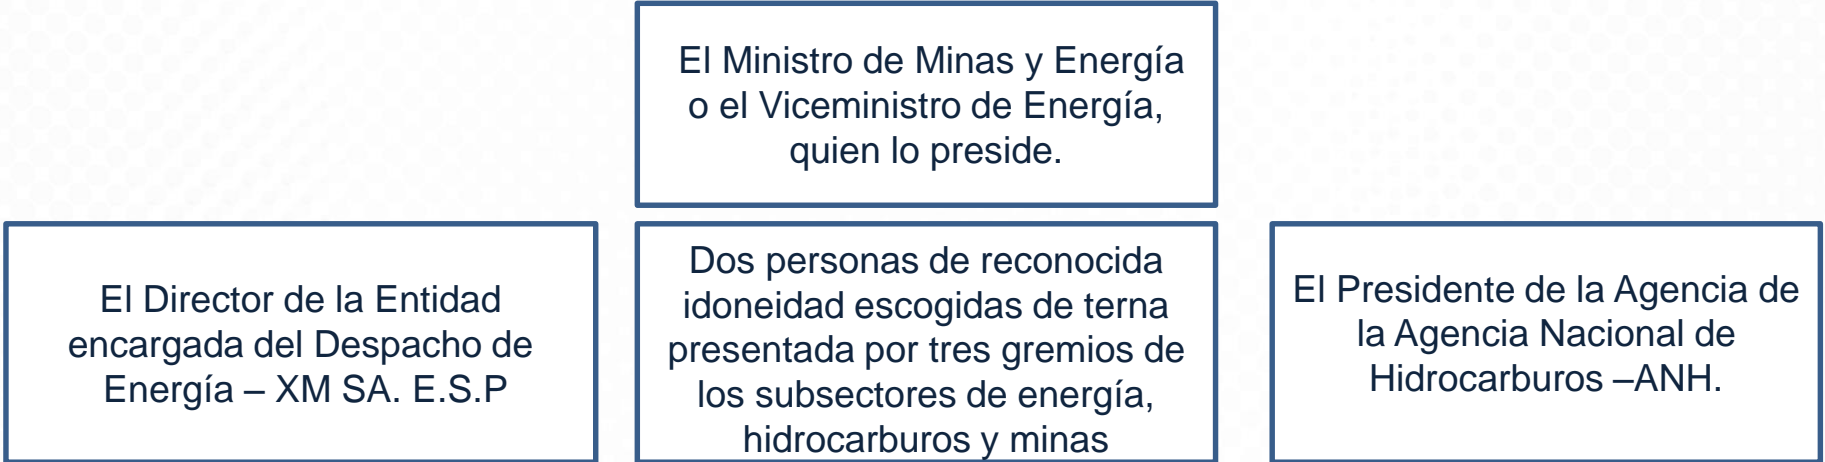 El Ministro de Minas y Energía
o el Viceministro de Energía,
quien lo preside.
El Director de la Entidad
encargada del Despacho de
Energía – XM SA. E.S.P
Dos personas de reconocida
idoneidad escogidas de terna
presentada por tres gremios de
los subsectores de energía,
hidrocarburos y minas
El Presidente de la Agencia de
la Agencia Nacional de
Hidrocarburos –ANH.